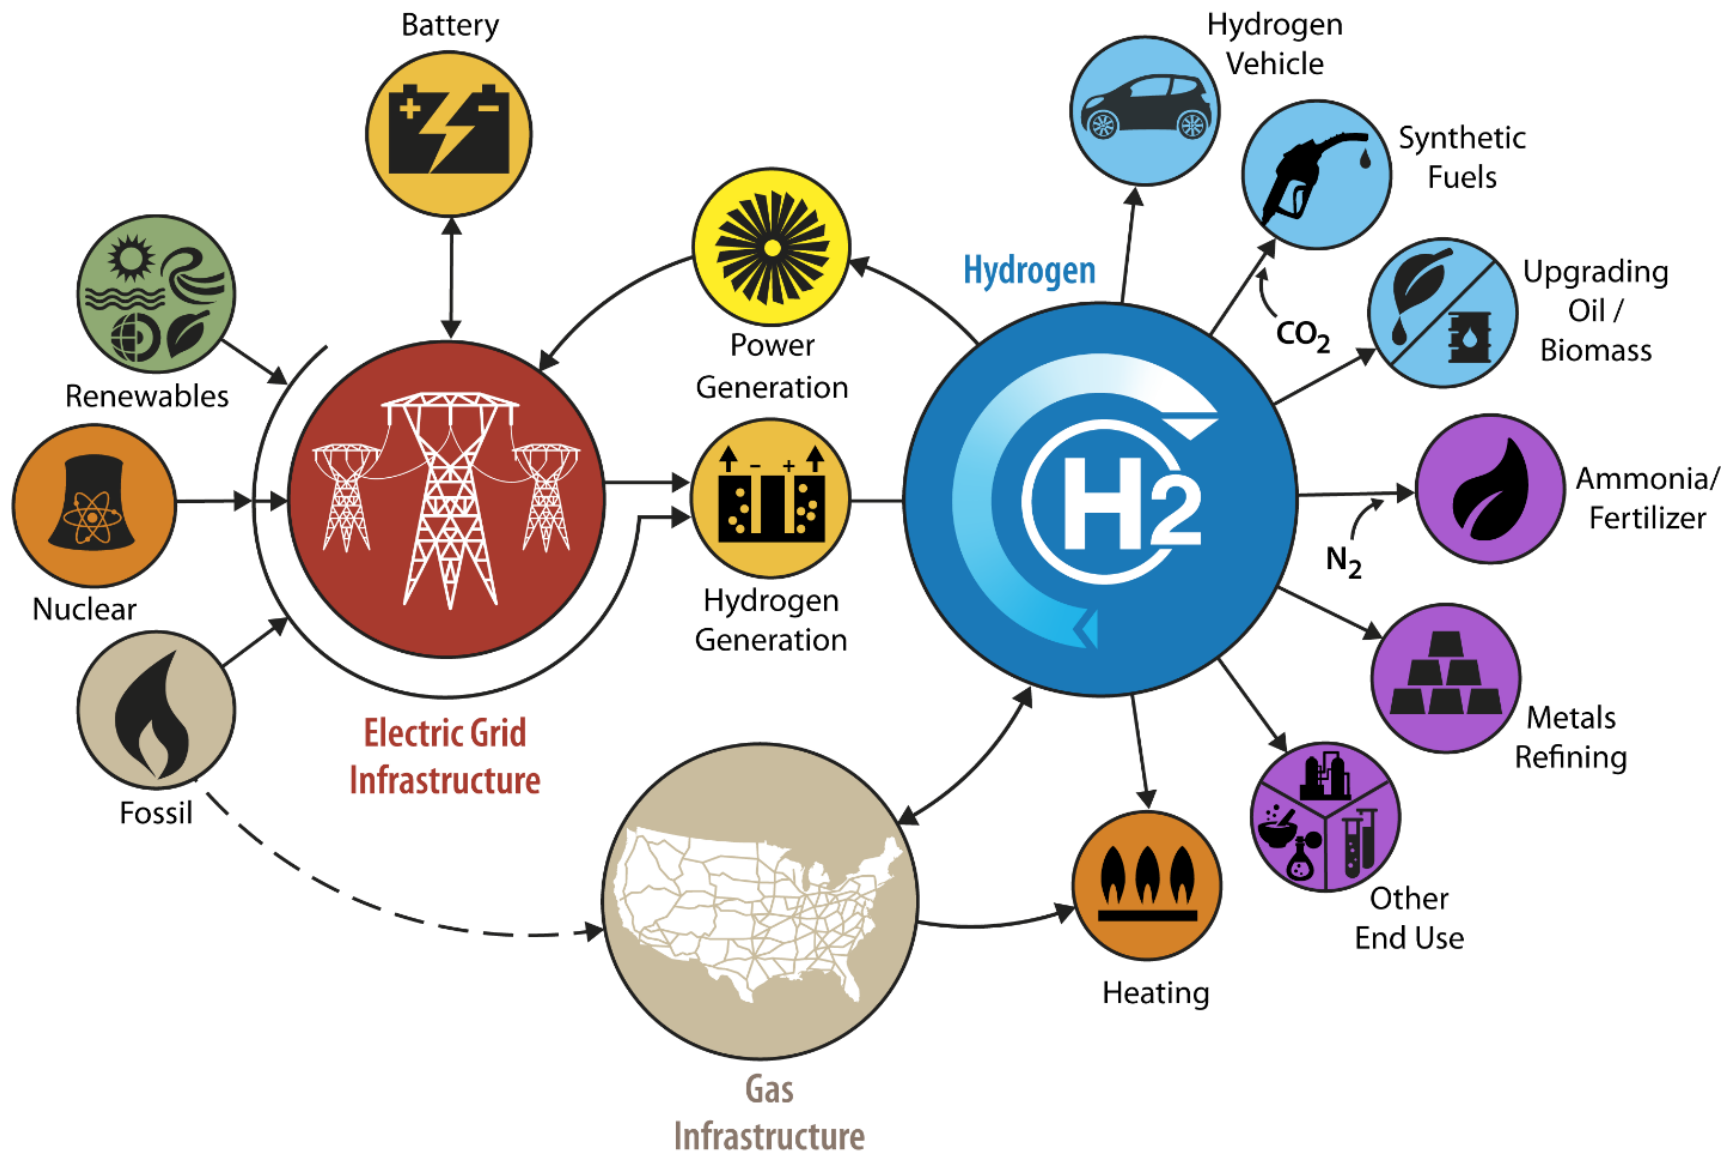 Battery
Hydrogen
Vehicle
Synthetic
Fuels
Hydrogen
Upgrading
Oil /
Biomass
CO2
Renewables
Power
Generation
H2
Ammonia/
Fertilizer
N2
Nuclear
Hydrogen
Generation
Metals
Refining
Electric Grid
Infrastructure
Fossil
Other
End Use
Heating
Gas
Infrastructure